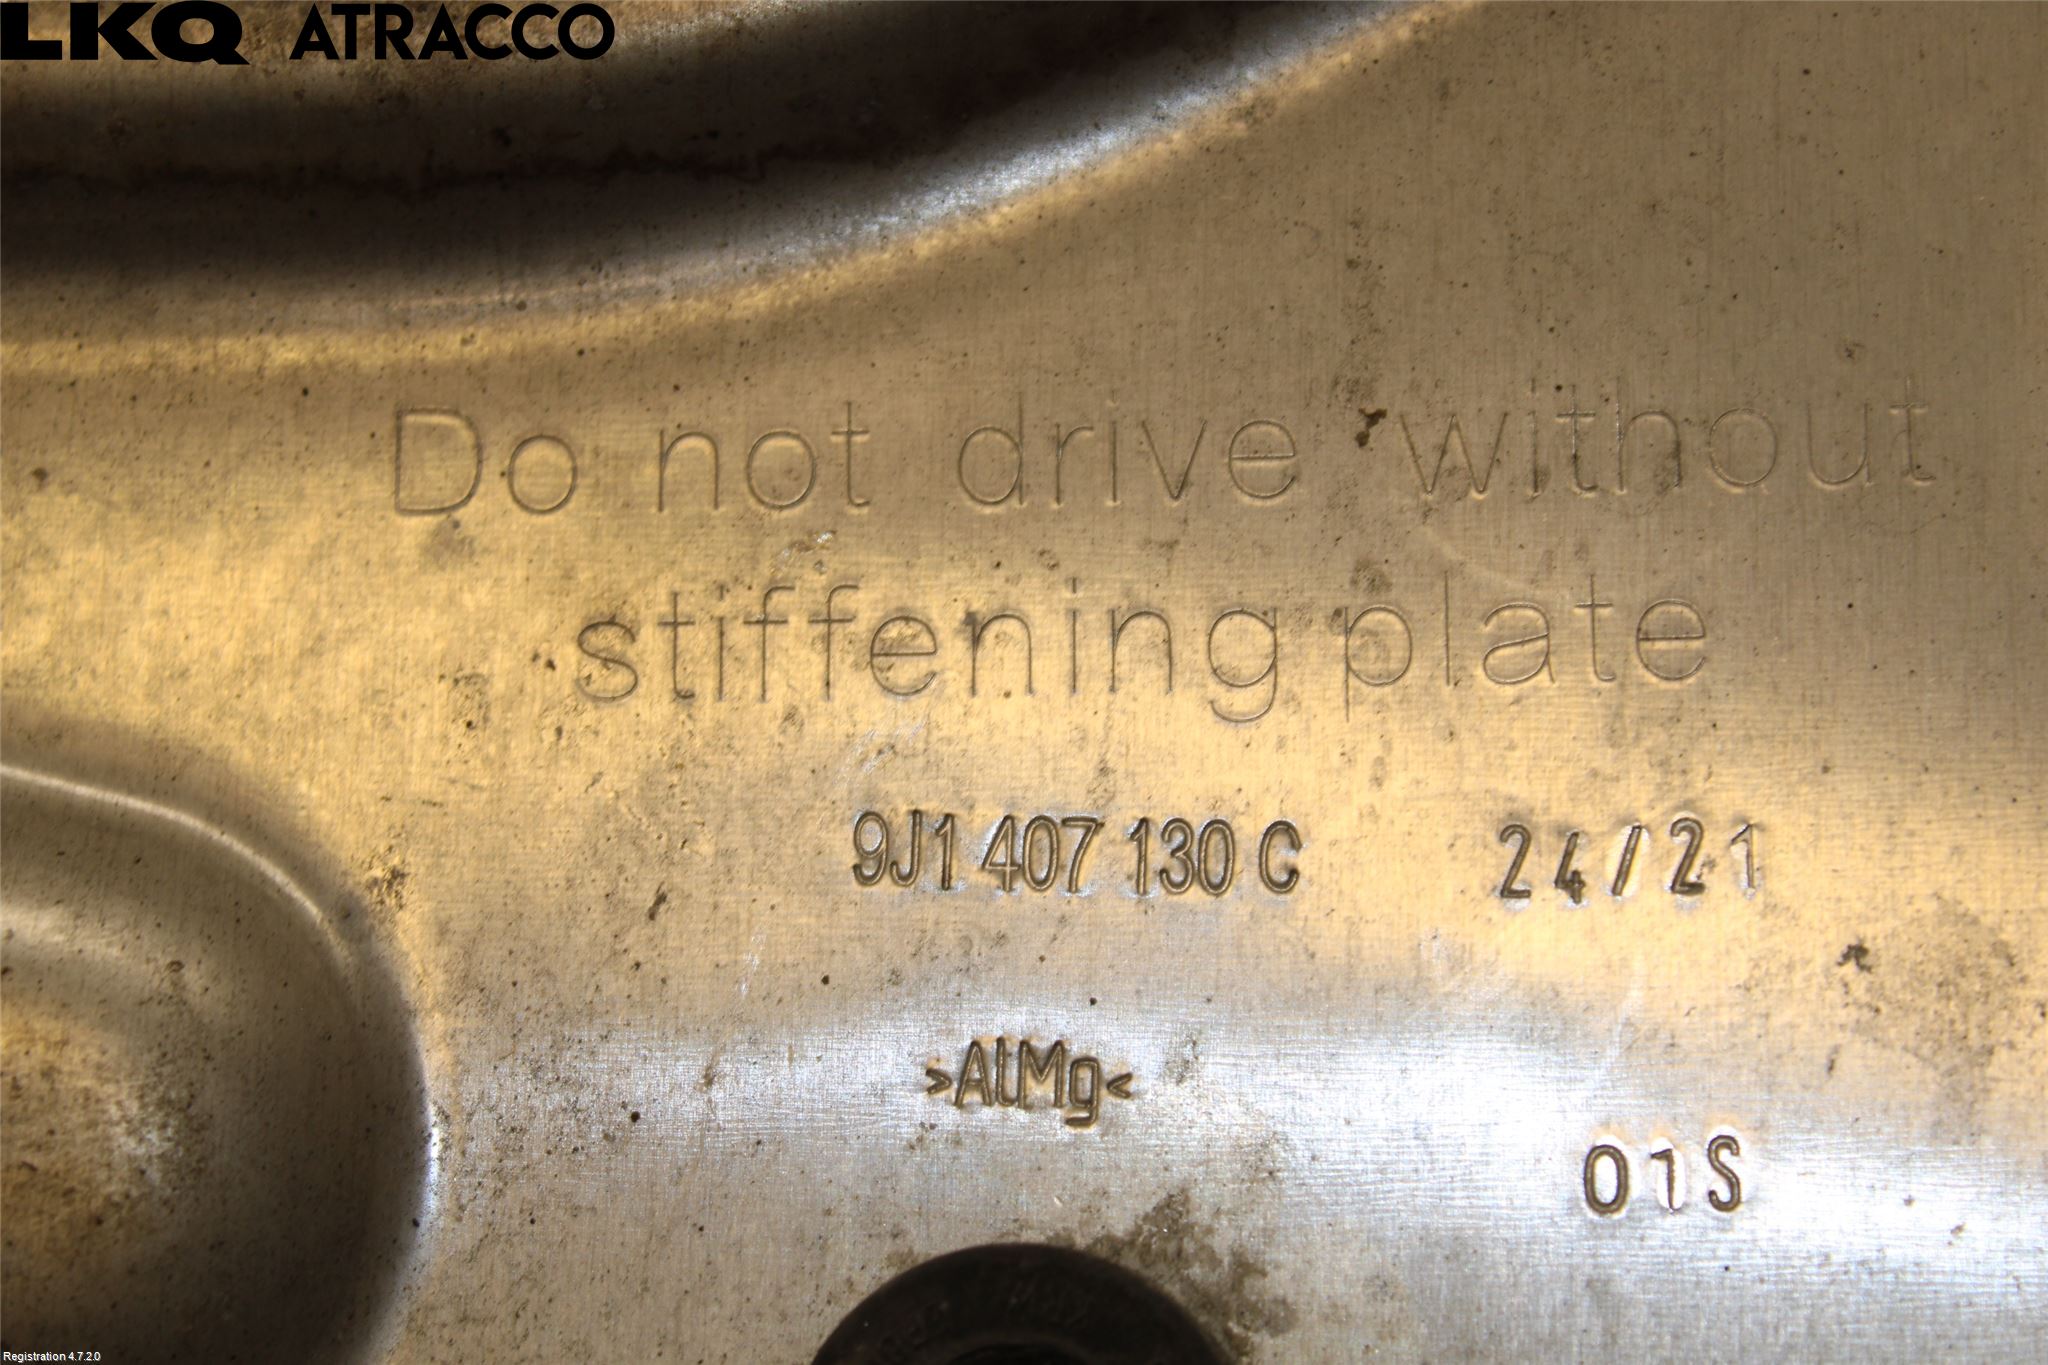 LKQ ATRACCO
Do not drive without
stiffening plate
9J1 407 130 C 24/21
>AlMg<
01S
Registration 4.7.2.0